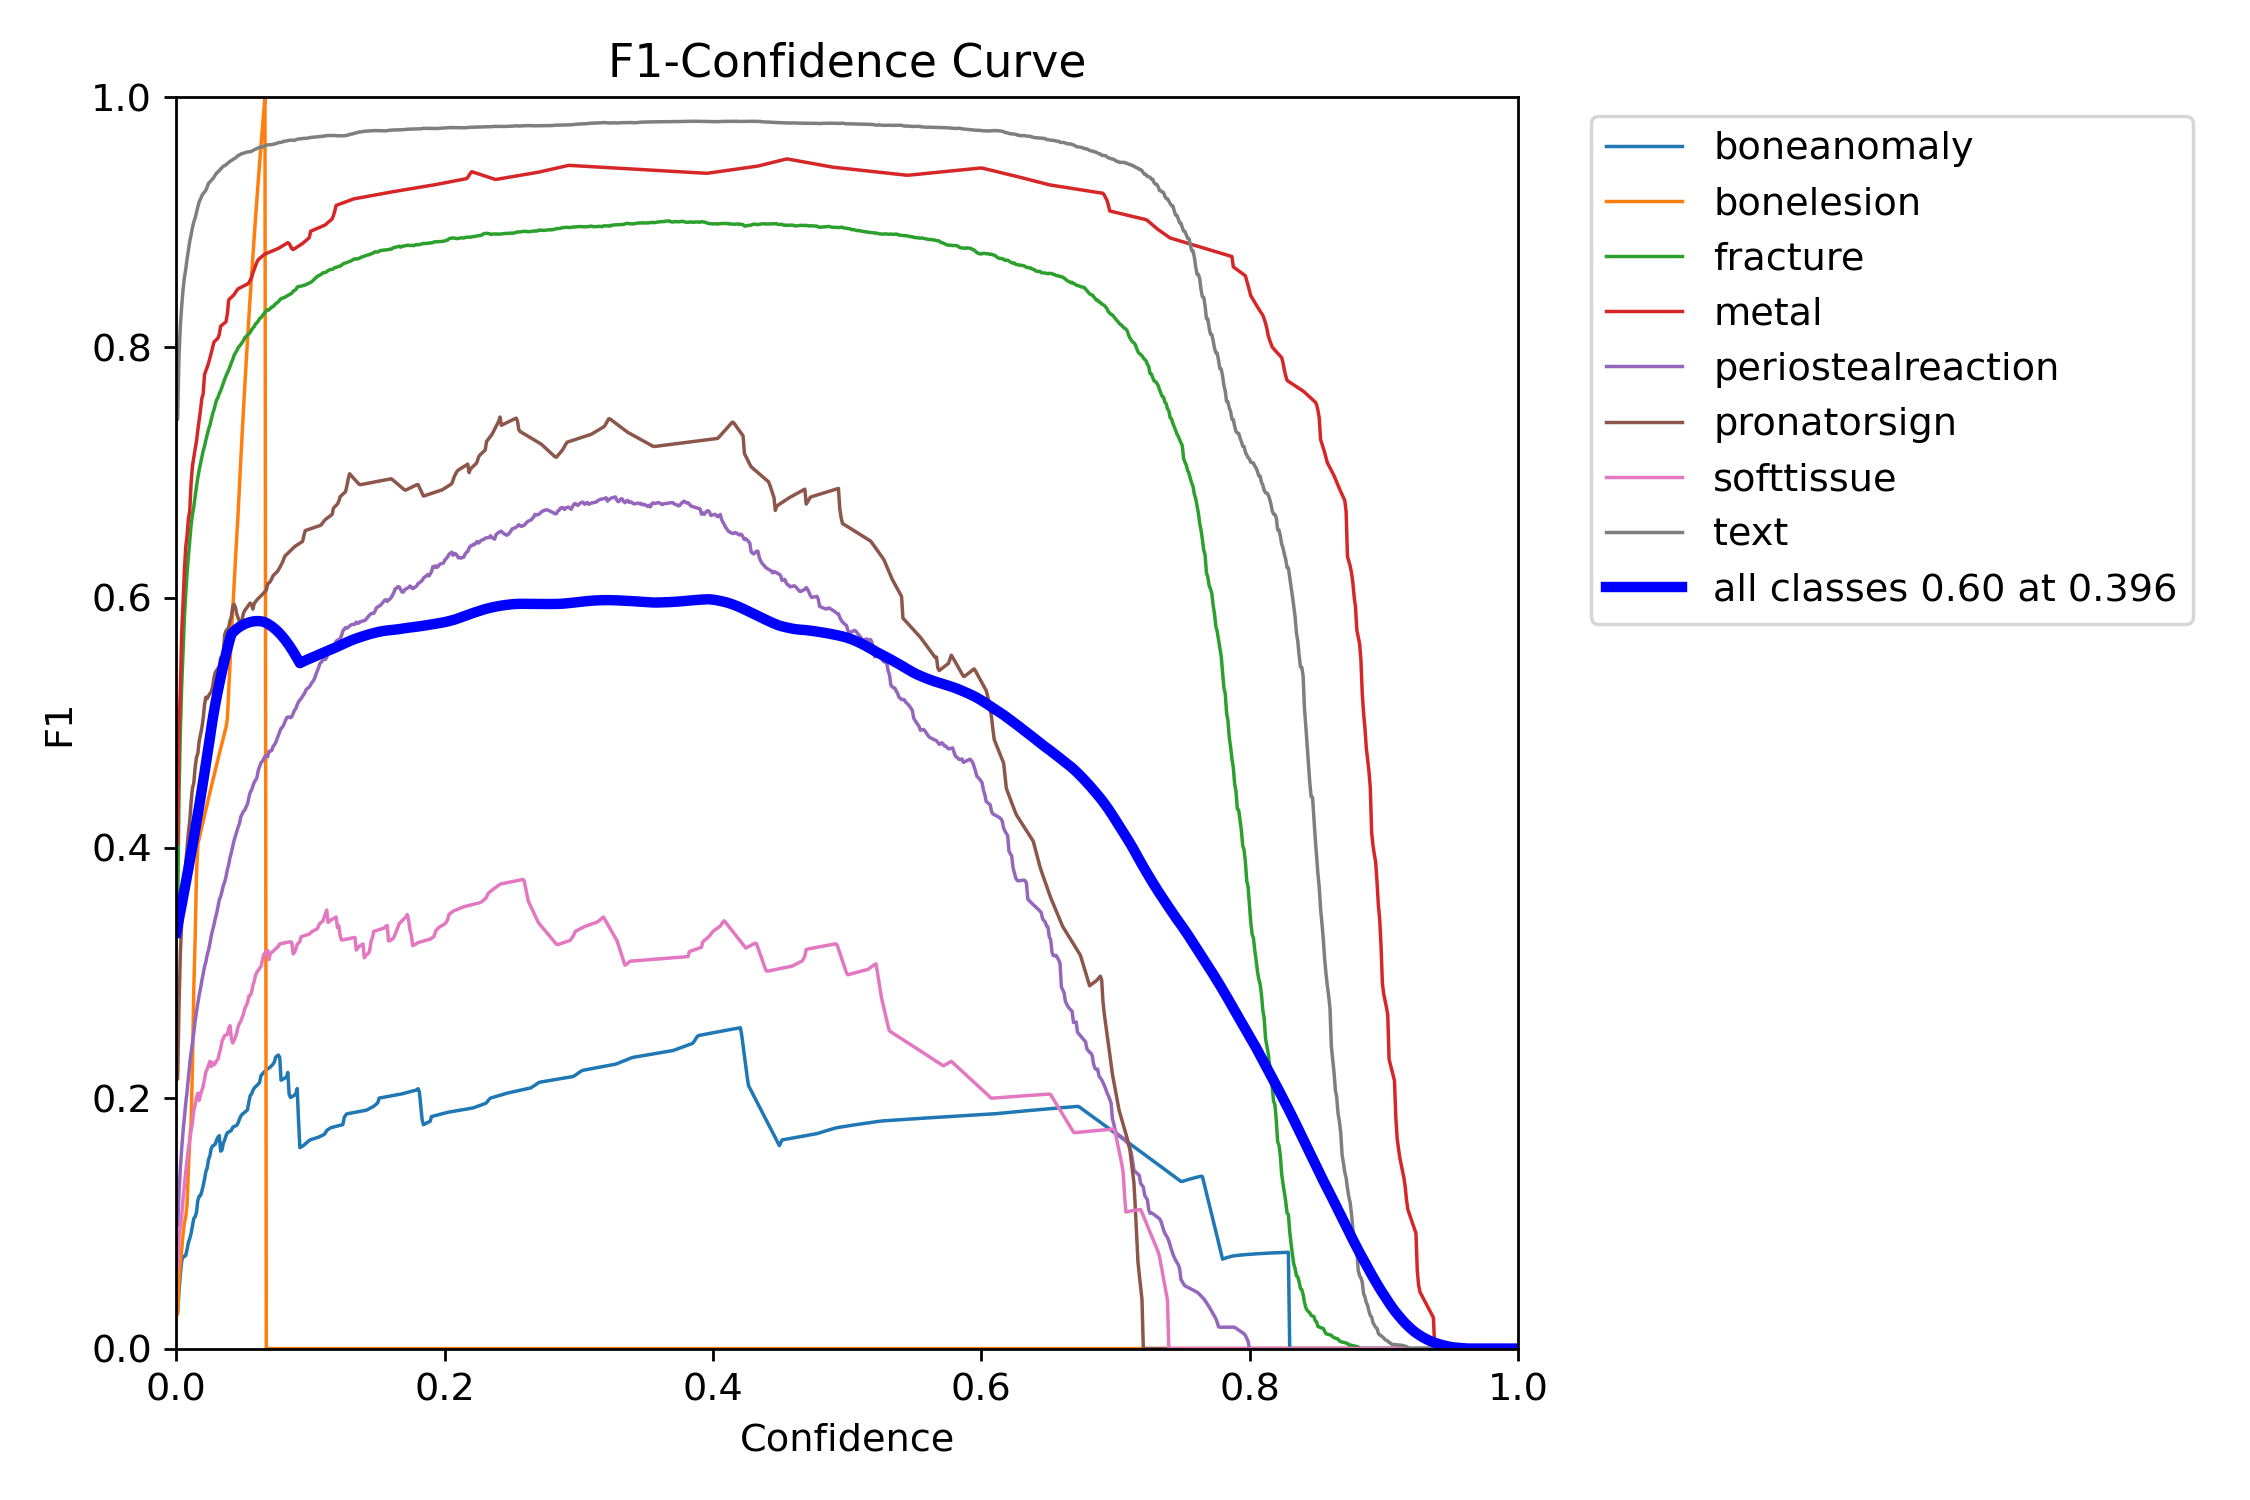 F1-Confidence Curve
1.0
0.8
0.6
0.4
0.2
0.0
F1
0.0 0.2 0.4 0.6 0.8 1.0
Confidence
boneanomaly
bonelesion
fracture
metal
periostealreaction
pronatorsign
softtissue
text
all classes 0.60 at 0.396